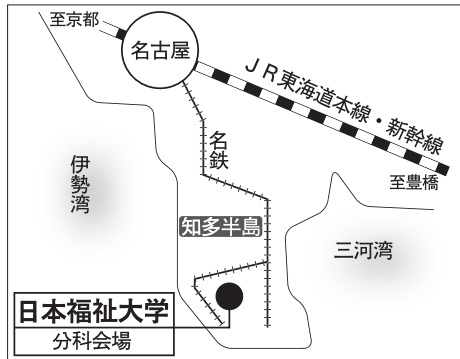 至京都
名古屋
JR東海道本線・新幹線
名鉄
至豊橋
伊勢湾
知多半島
三河湾
日本福祉大学
分科会場